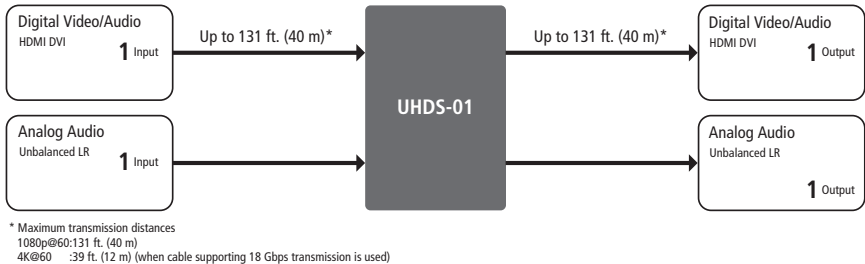 Digital Video/Audio
HDMI DVI
1 Input
Up to 131 ft. (40 m)*
UHDS-01
Up to 131 ft. (40 m)*
Digital Video/Audio
HDMI DVI
1 Output
Analog Audio
Unbalanced LR
1 Input
Analog Audio
Unbalanced LR
1 Output
* Maximum transmission distances
1080p@60:131 ft. (40 m)
4K@60 :39 ft. (12 m) (when cable supporting 18 Gbps transmission is used)